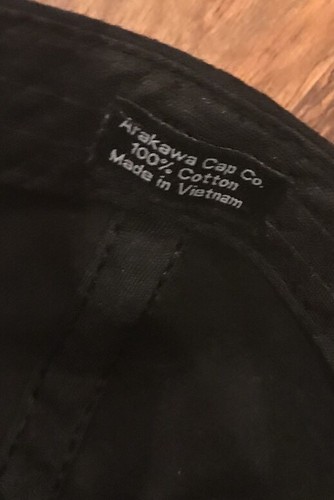 Arakawa Cap Co.
100% Cotton
Made in Vietnam